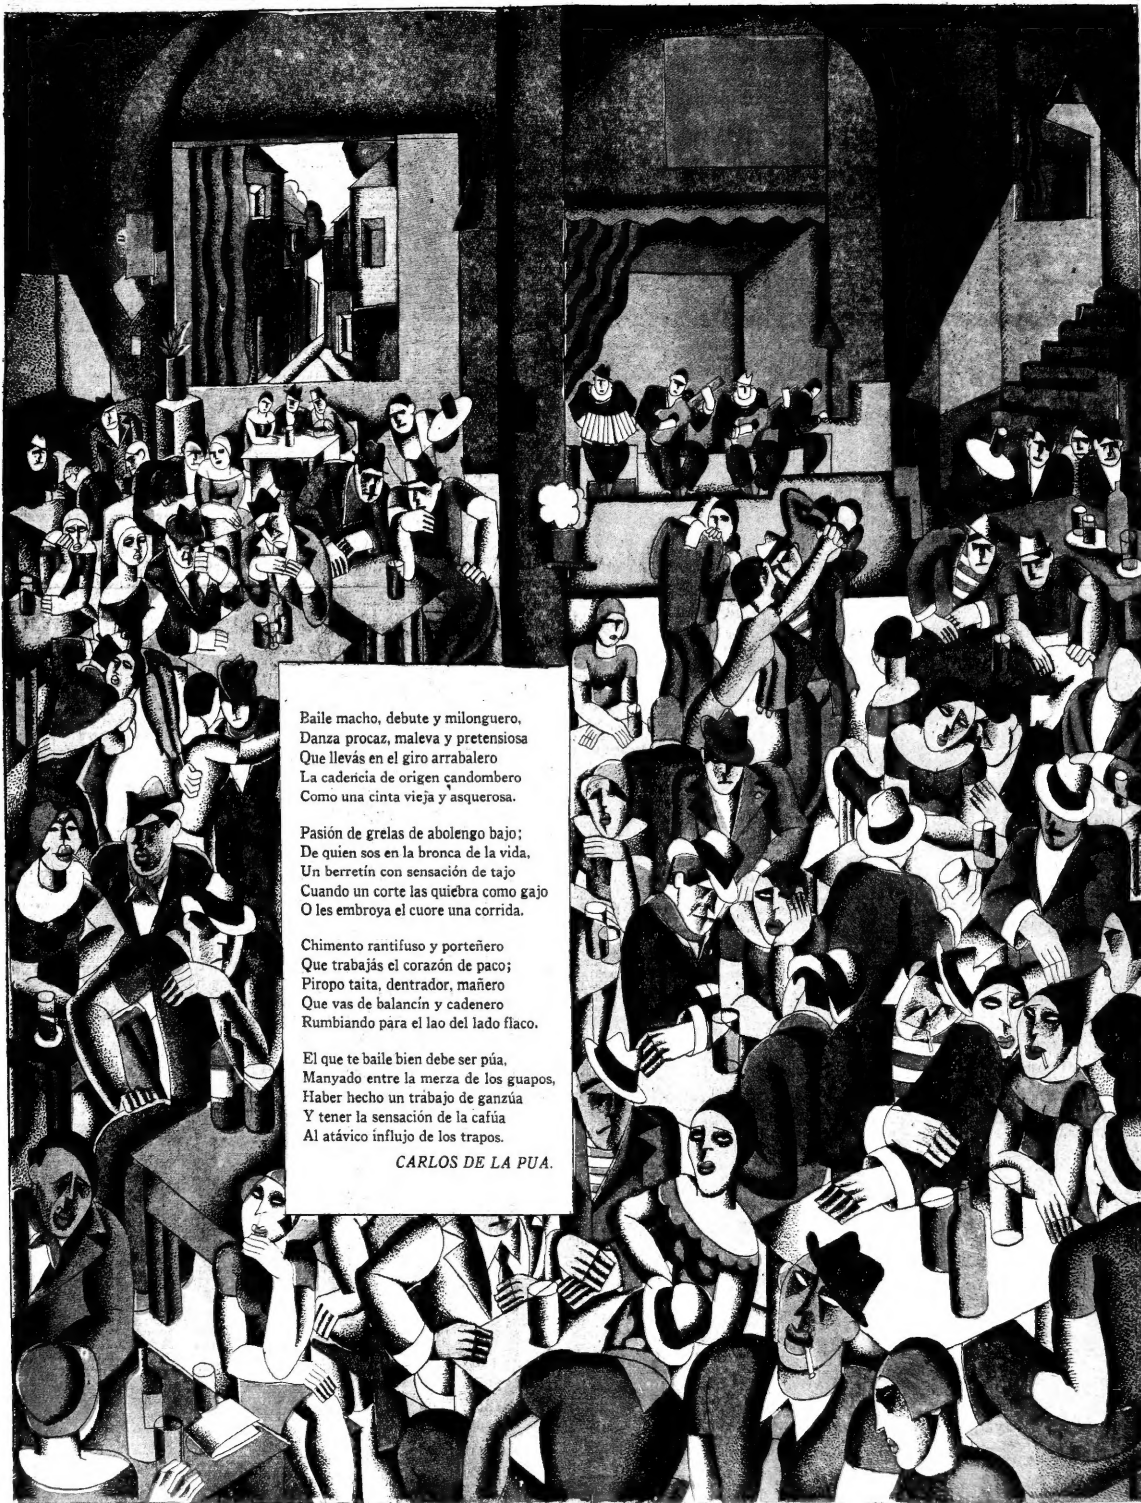 Baile macho, debute y milonguero,
Danza procaz, maleva y pretensiosa
Que llevás en el giro arrabalero
La cadencia de origen candombero
Como una cinta vieja y asquerosa.
Pasión de grelas de abolengo bajo;
De quien sos en la bronca de la vida,
Un berretín con sensación de tajo
Cuando un corte las quiebra como gajo
O les embroya el cuore una corrida.
Chimento rantifuso y porteñero
Que trabajás el corazón de paco;
Piropo taita, dentrador, mañero
Que vas de balancín y cadenero
Rumbiando para el lao del lado flaco.
El que te baile bien debe ser púa,
Manyado entre la merza de los guapos,
Haber hecho un trabajo de ganzúa
Y tener la sensación de la cafúa
Al atávico influjo de los trapos.
CARLOS DE LA PUA.